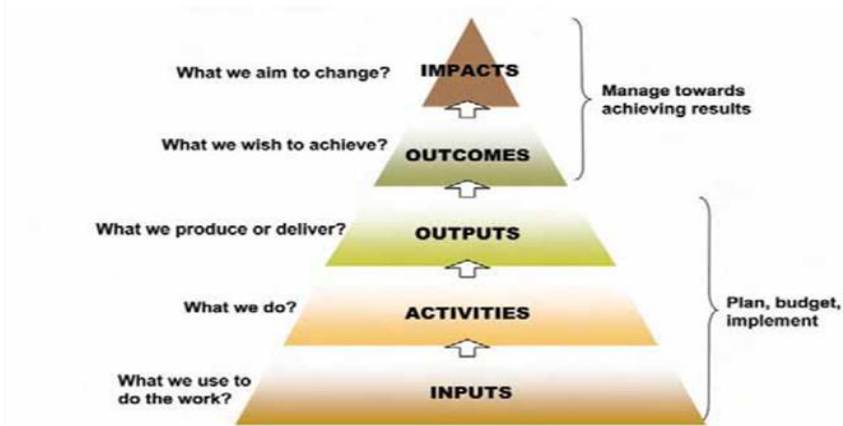 What we aim to change?
IMPACTS
Manage towards
achieving results
What we wish to achieve?
OUTCOMES
What we produce or deliver?
OUTPUTS
What we do?
ACTIVITIES
Plan, budget,
implement
What we use to
do the work?
INPUTS